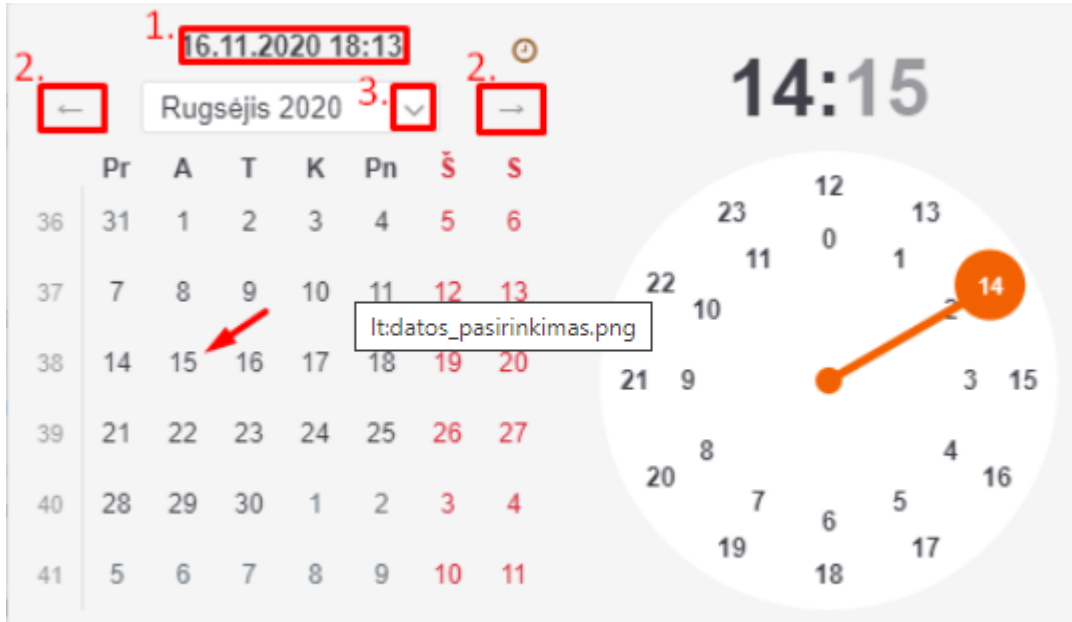 1. 16.11.2020 18:13
2. ← Rugsėjis 2020 3. 2. →
Pr A T K Pn Š S
36 31 1 2 3 4 5 6
37 7 8 9 10 11 12 13
lt:datos_pasirinkimas.png
38 14 15 16 17 18 19 20
39 21 22 23 24 25 26 27
40 28 29 30 1 2 3 4
41 5 6 7 8 9 10 11
14:15
12
23 13
0
11 1
22 14
10 2
21 9 3 15
8 4
20 16
7 5
6
19 17
18